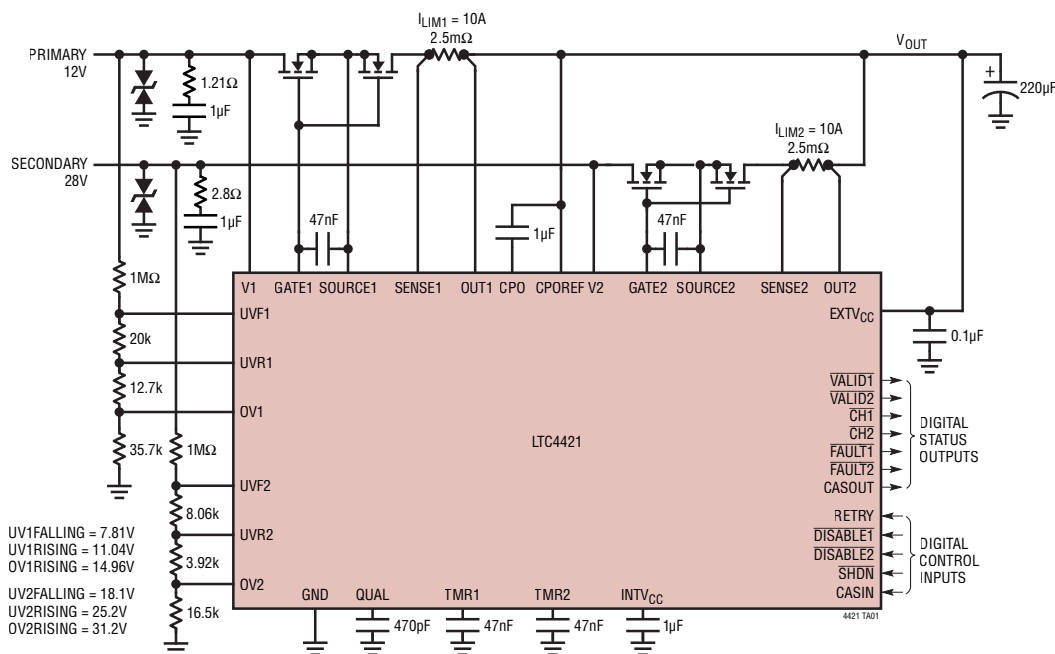 I_LIM1 = 10A
2.5mΩ
PRIMARY
12V
V_OUT
1.21Ω
1µF
+
220µF
I_LIM2 = 10A
2.5mΩ
SECONDARY
28V
2.8Ω
1µF
47nF
1µF
47nF
1MΩ
V1 GATE1 SOURCE1 SENSE1 OUT1 CPO CPOREF V2 GATE2 SOURCE2 SENSE2 OUT2
UVF1
EXTV_CC
20k
0.1µF
UVR1
12.7k
OV1
35.7k
1MΩ
LTC4421
VALID1
VALID2
CH1
CH2
FAULT1
FAULT2
CASOUT
DIGITAL
STATUS
OUTPUTS
UVF2
8.06k
UVR2
3.92k
OV2
16.5k
RETRY
DISABLE1
DISABLE2
SHDN
CASIN
DIGITAL
CONTROL
INPUTS
UV1FALLING = 7.81V
UV1RISING = 11.04V
OV1RISING = 14.96V
UV2FALLING = 18.1V
UV2RISING = 25.2V
OV2RISING = 31.2V
GND QUAL TMR1 TMR2 INTV_CC
470pF 47nF 47nF 1µF
4421 TA01